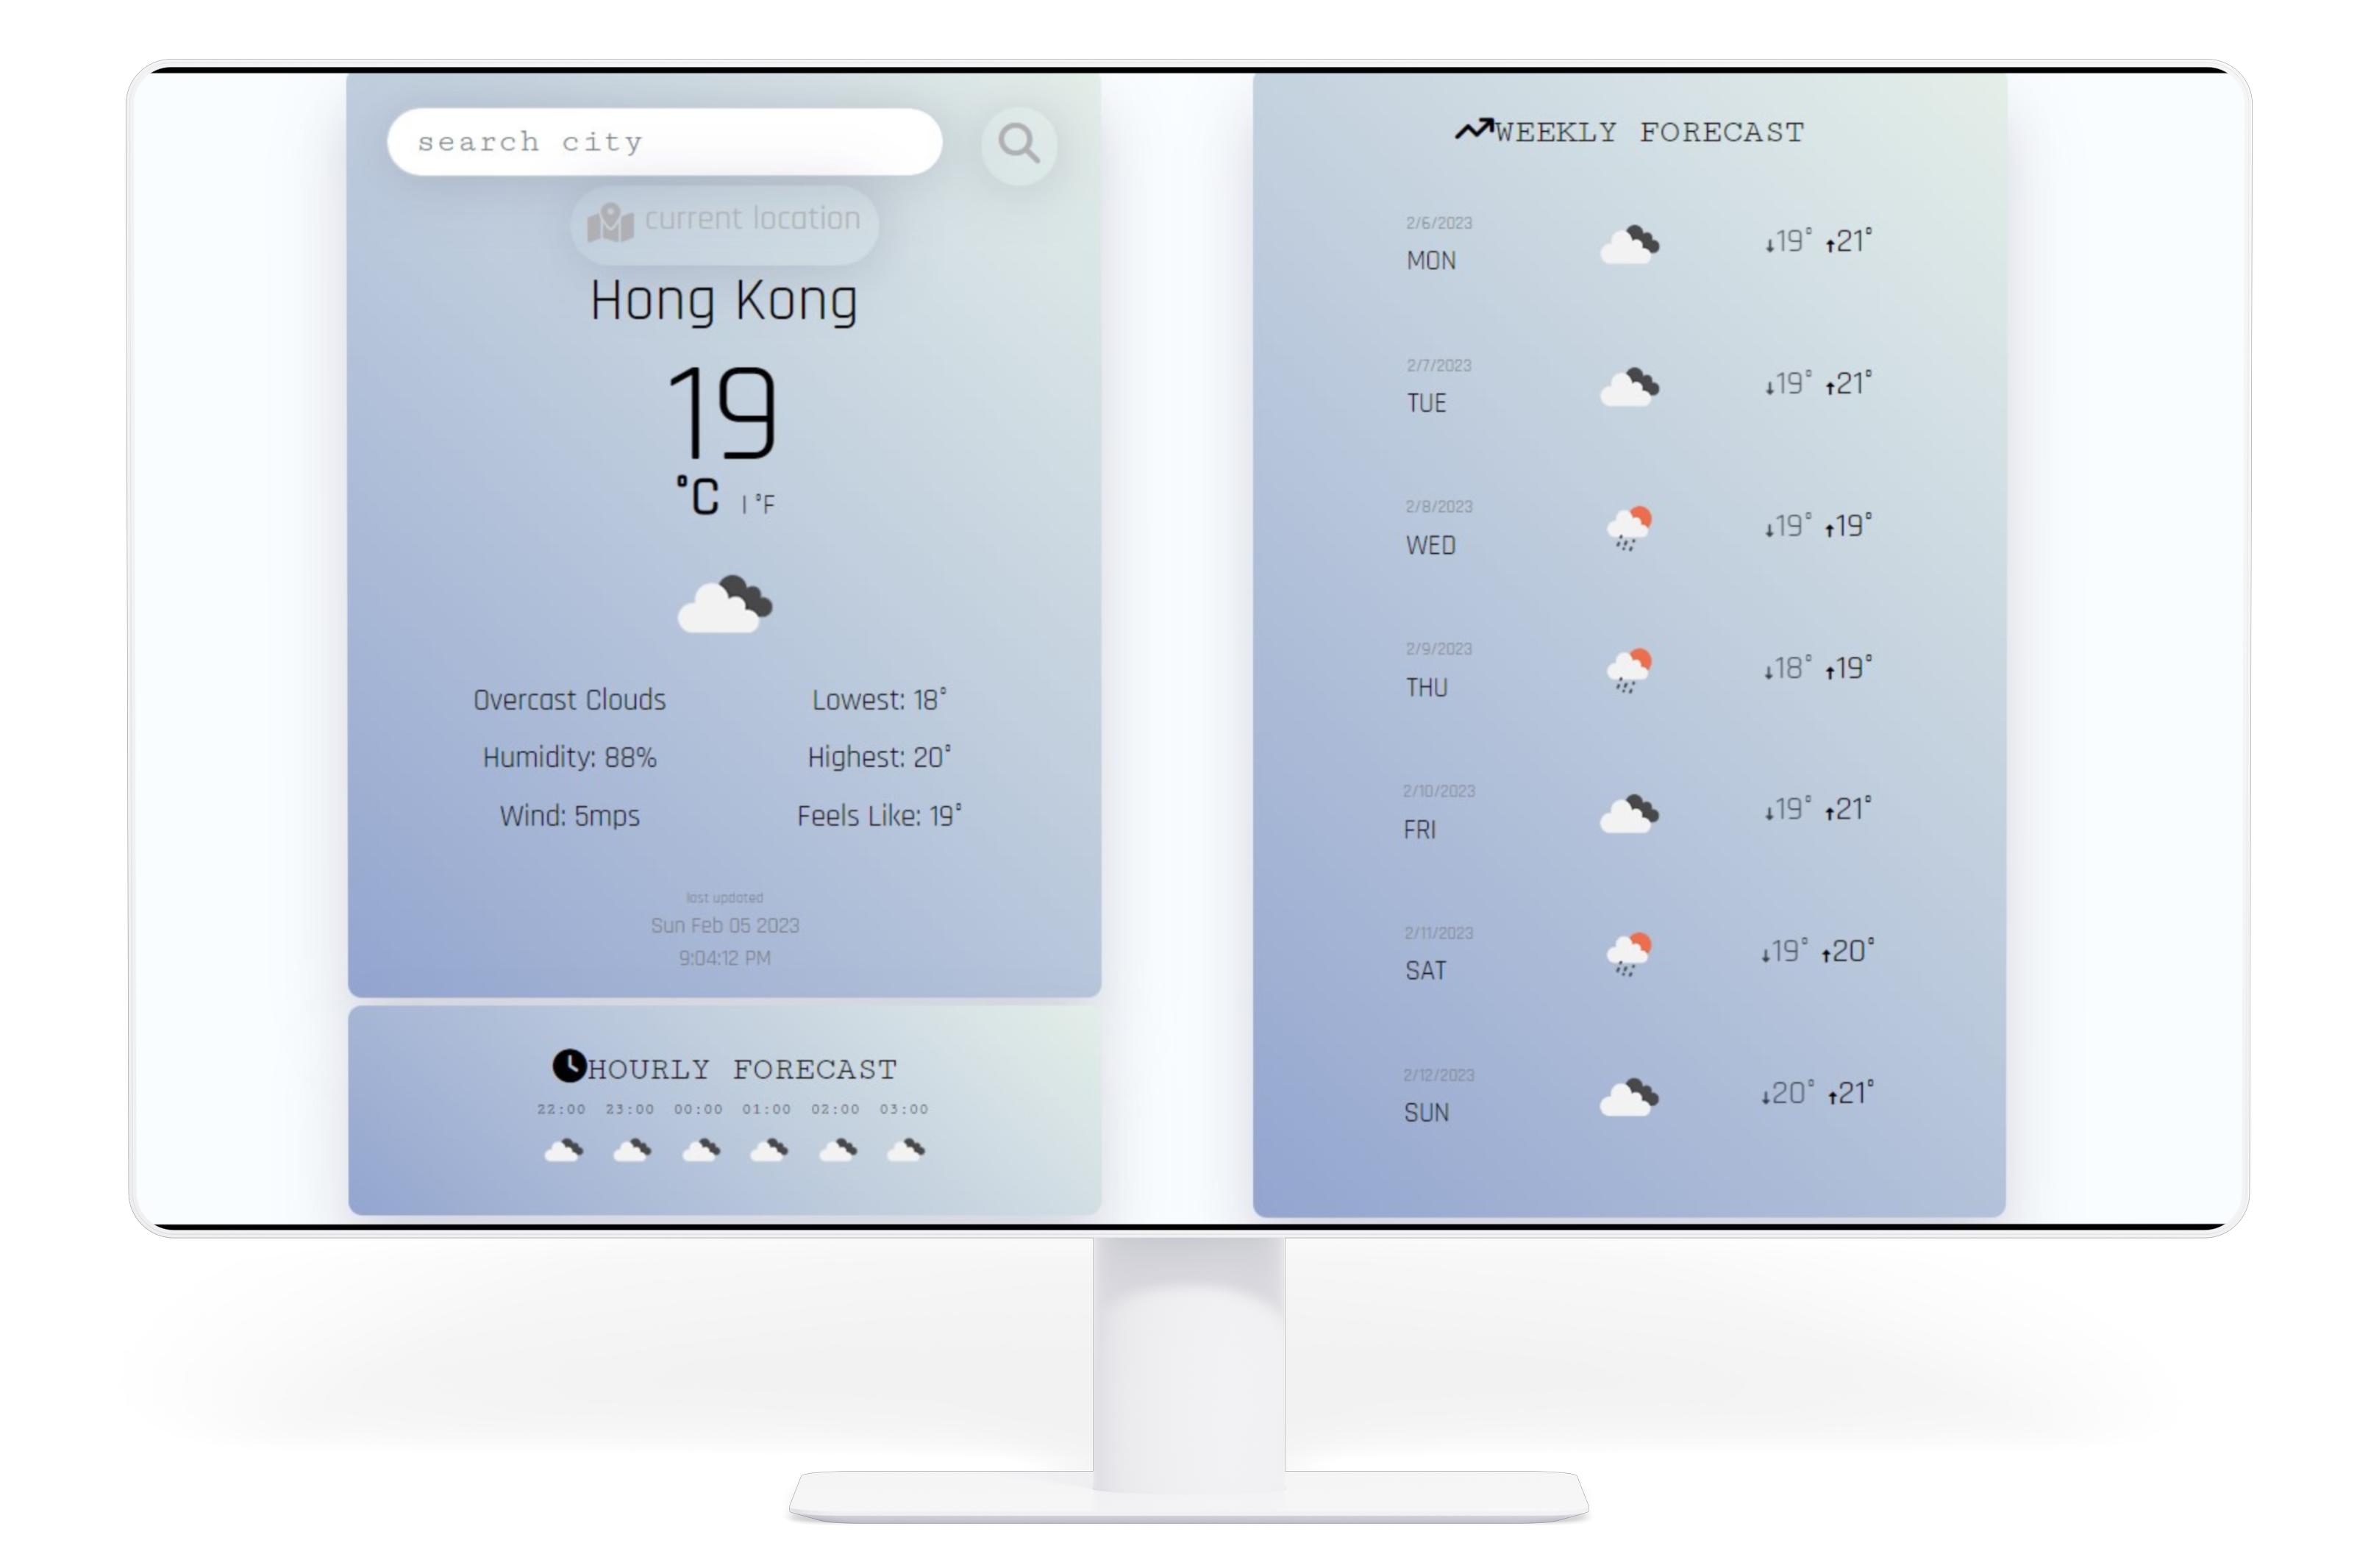 search city
current location
Hong Kong
19
°C | °F
Overcast Clouds
Lowest: 18°
Humidity: 88%
Highest: 20°
Wind: 5mps
Feels Like: 19°
last updated
Sun Feb 05 2023
9:04:12 PM
HOURLY FORECAST
22:00 23:00 00:00 01:00 02:00 03:00
WEEKLY FORECAST
2/6/2023
MON
↓19° ↑21°
2/7/2023
TUE
↓19° ↑21°
2/8/2023
WED
↓19° ↑19°
2/9/2023
THU
↓18° ↑19°
2/10/2023
FRI
↓19° ↑21°
2/11/2023
SAT
↓19° ↑20°
2/12/2023
SUN
↓20° ↑21°